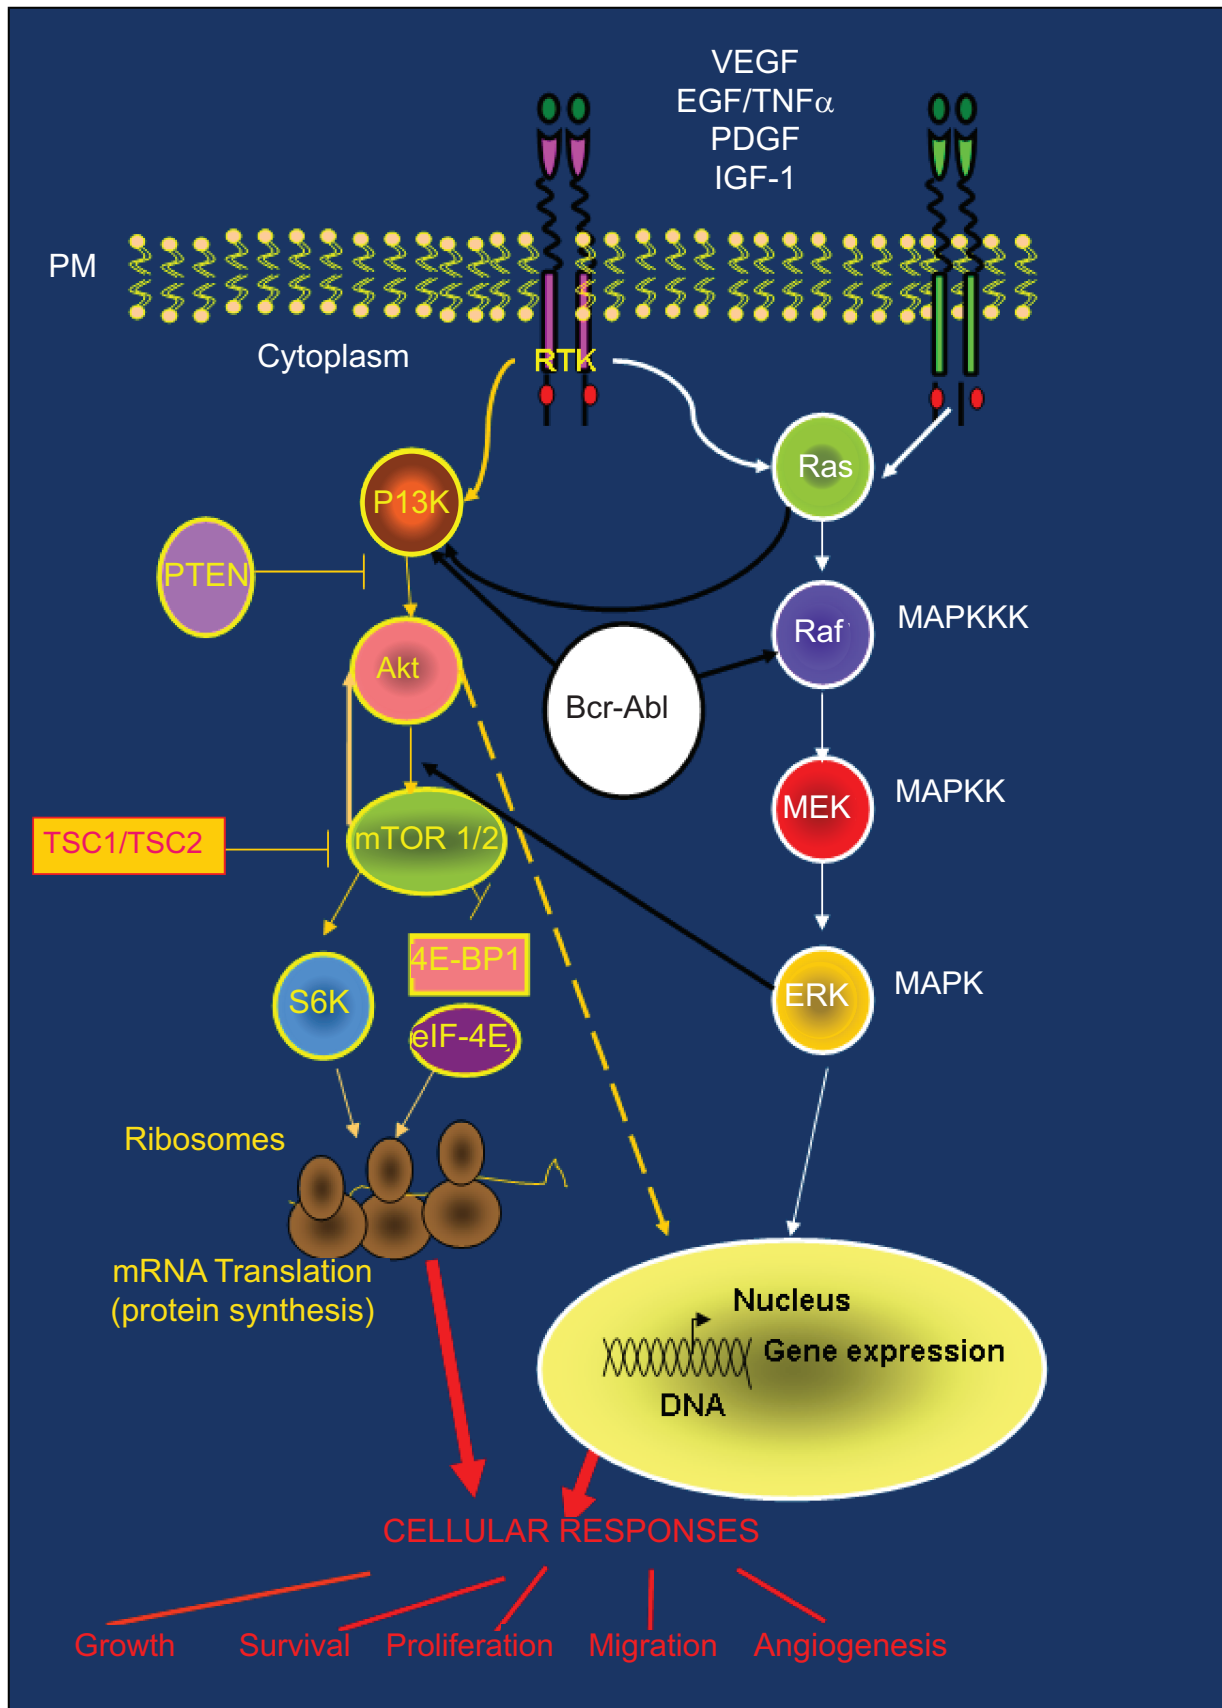 VEGF
EGF/TNFα
PDGF
IGF-1
PM
Cytoplasm
RTK
Ras
P13K
PTEN
Raf
MAPKKK
Akt
Bcr-Abl
MEK
MAPKK
TSC1/TSC2
mTOR 1/2
4E-BP1
S6K
ERK
MAPK
eIF-4E
Ribosomes
mRNA Translation
(protein synthesis)
Nucleus
Gene expression
DNA
CELLULAR RESPONSES
Growth
Survival
Proliferation
Migration
Angiogenesis